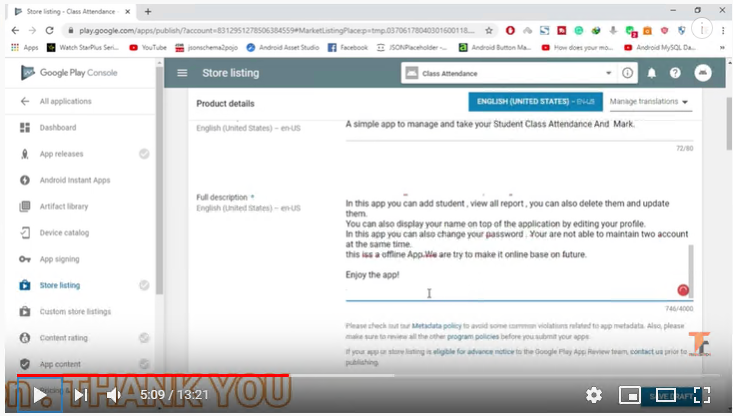 Store listing - Class Attendance
play.google.com/apps/publish/?account=8312951278506384559#MarketListingPlace:p=tmp.03706178040301600118...
Apps
Watch StarPlus Seri...
YouTube
jsonschema2pojo
Android Asset Studio
Facebook
JSONPlaceholder -...
Android Button Ma...
How does your mo...
Android MySQL Da...
Google Play Console
Store listing
Class Attendance
All applications
Product details
ENGLISH (UNITED STATES) – EN-US
Manage translations
English (United States) – en-US
A simple app to manage and take your Student Class Attendance And Mark.
72/80
Dashboard
App releases
Android Instant Apps
Artifact library
Device catalog
App signing
Store listing
Custom store listings
Content rating
App content
Full description *
English (United States) – en-US
In this app you can add student , view all report , you can also delete them and update
them.
You can also display your name on top of the application by editing your profile.
In this app you can also change your password . Your are not able to maintain two account
at the same time.
this iss a offline App.We are try to make it online base on future.
Enjoy the app!
746/4000
Please check out our Metadata policy to avoid some common violations related to app metadata. Also, please
make sure to review all the other program policies before you submit your apps.
If your app or store listing is eligible for advance notice to the Google Play App Review team, contact us prior to
publishing.
THANK YOU
5:09 / 13:21
SAVE DRAFT